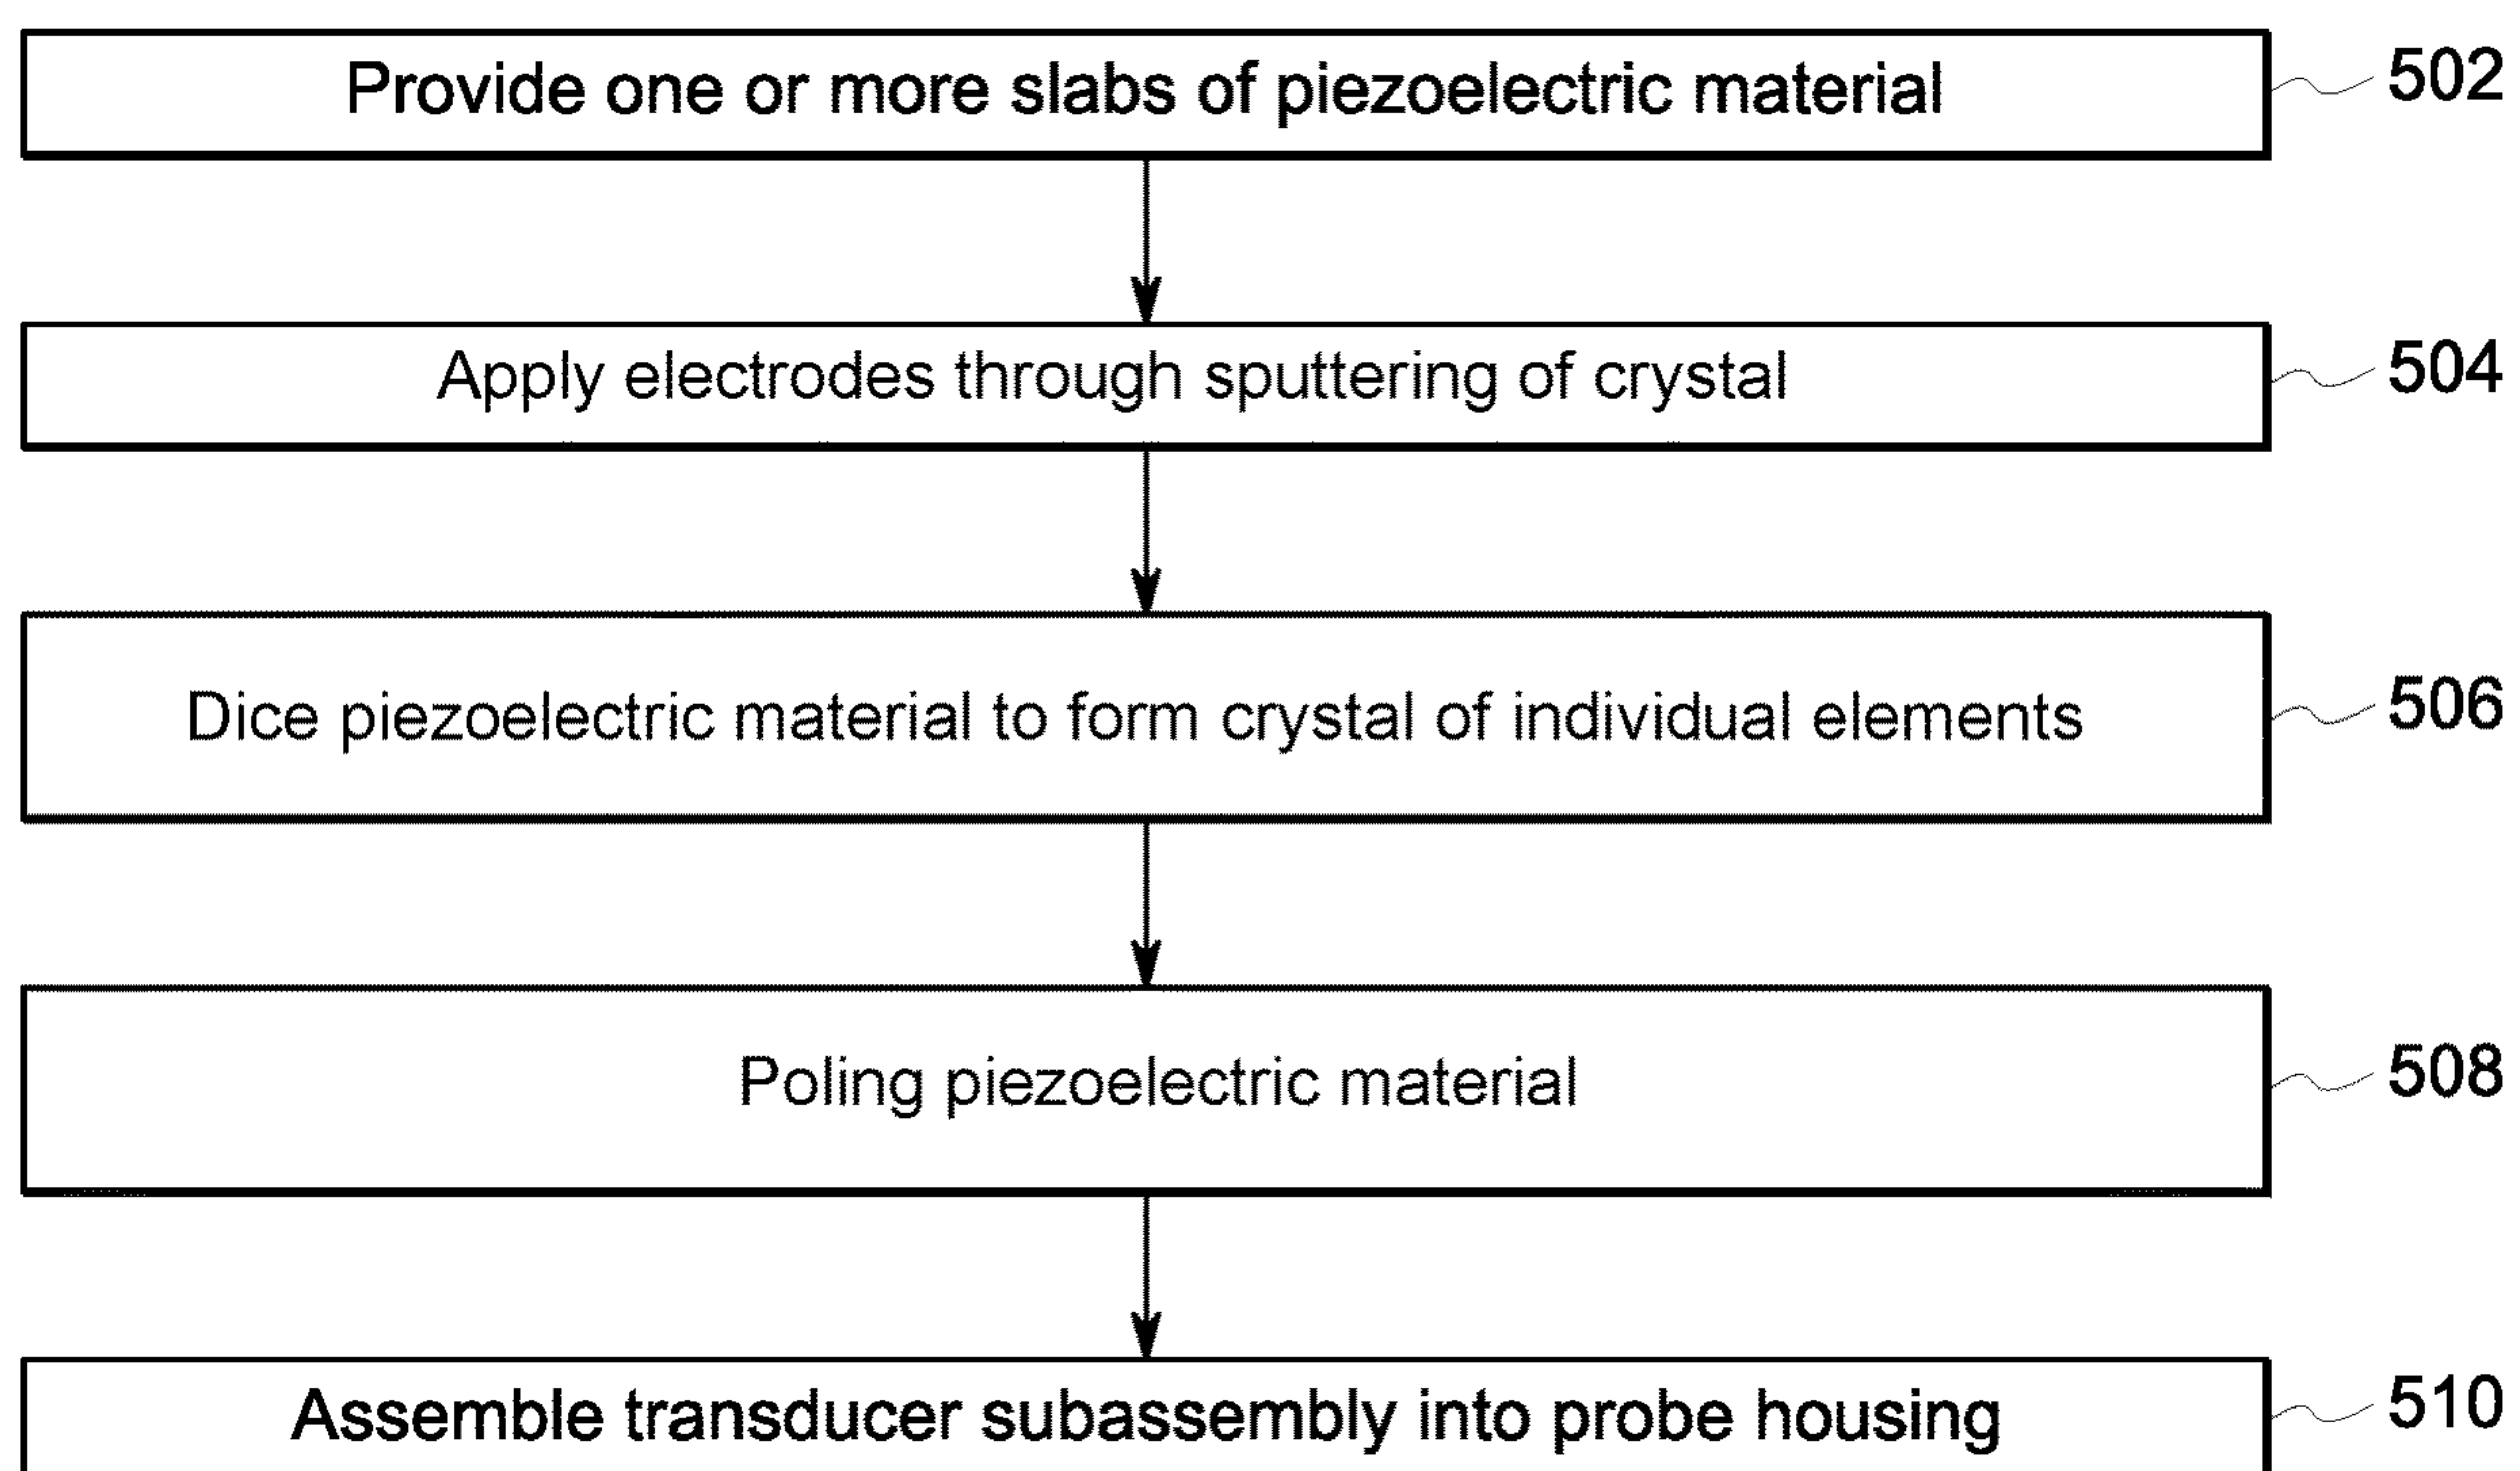 Provide one or more slabs of piezoelectric material 502
Apply electrodes through sputtering of crystal 504
Dice piezoelectric material to form crystal of individual elements 506
Poling piezoelectric material 508
Assemble transducer subassembly into probe housing 510